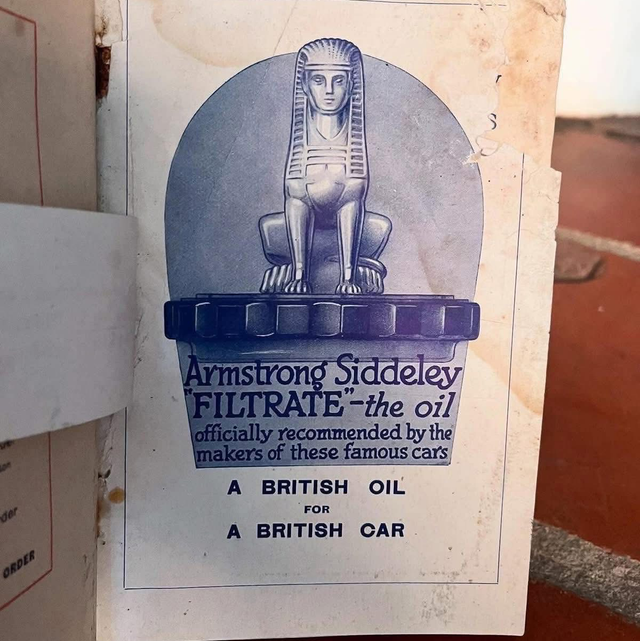 Armstrong Siddeley
"FILTRATE"-the oil
officially recommended by the
makers of these famous cars
A BRITISH OIL
FOR
A BRITISH CAR
S
ORDER